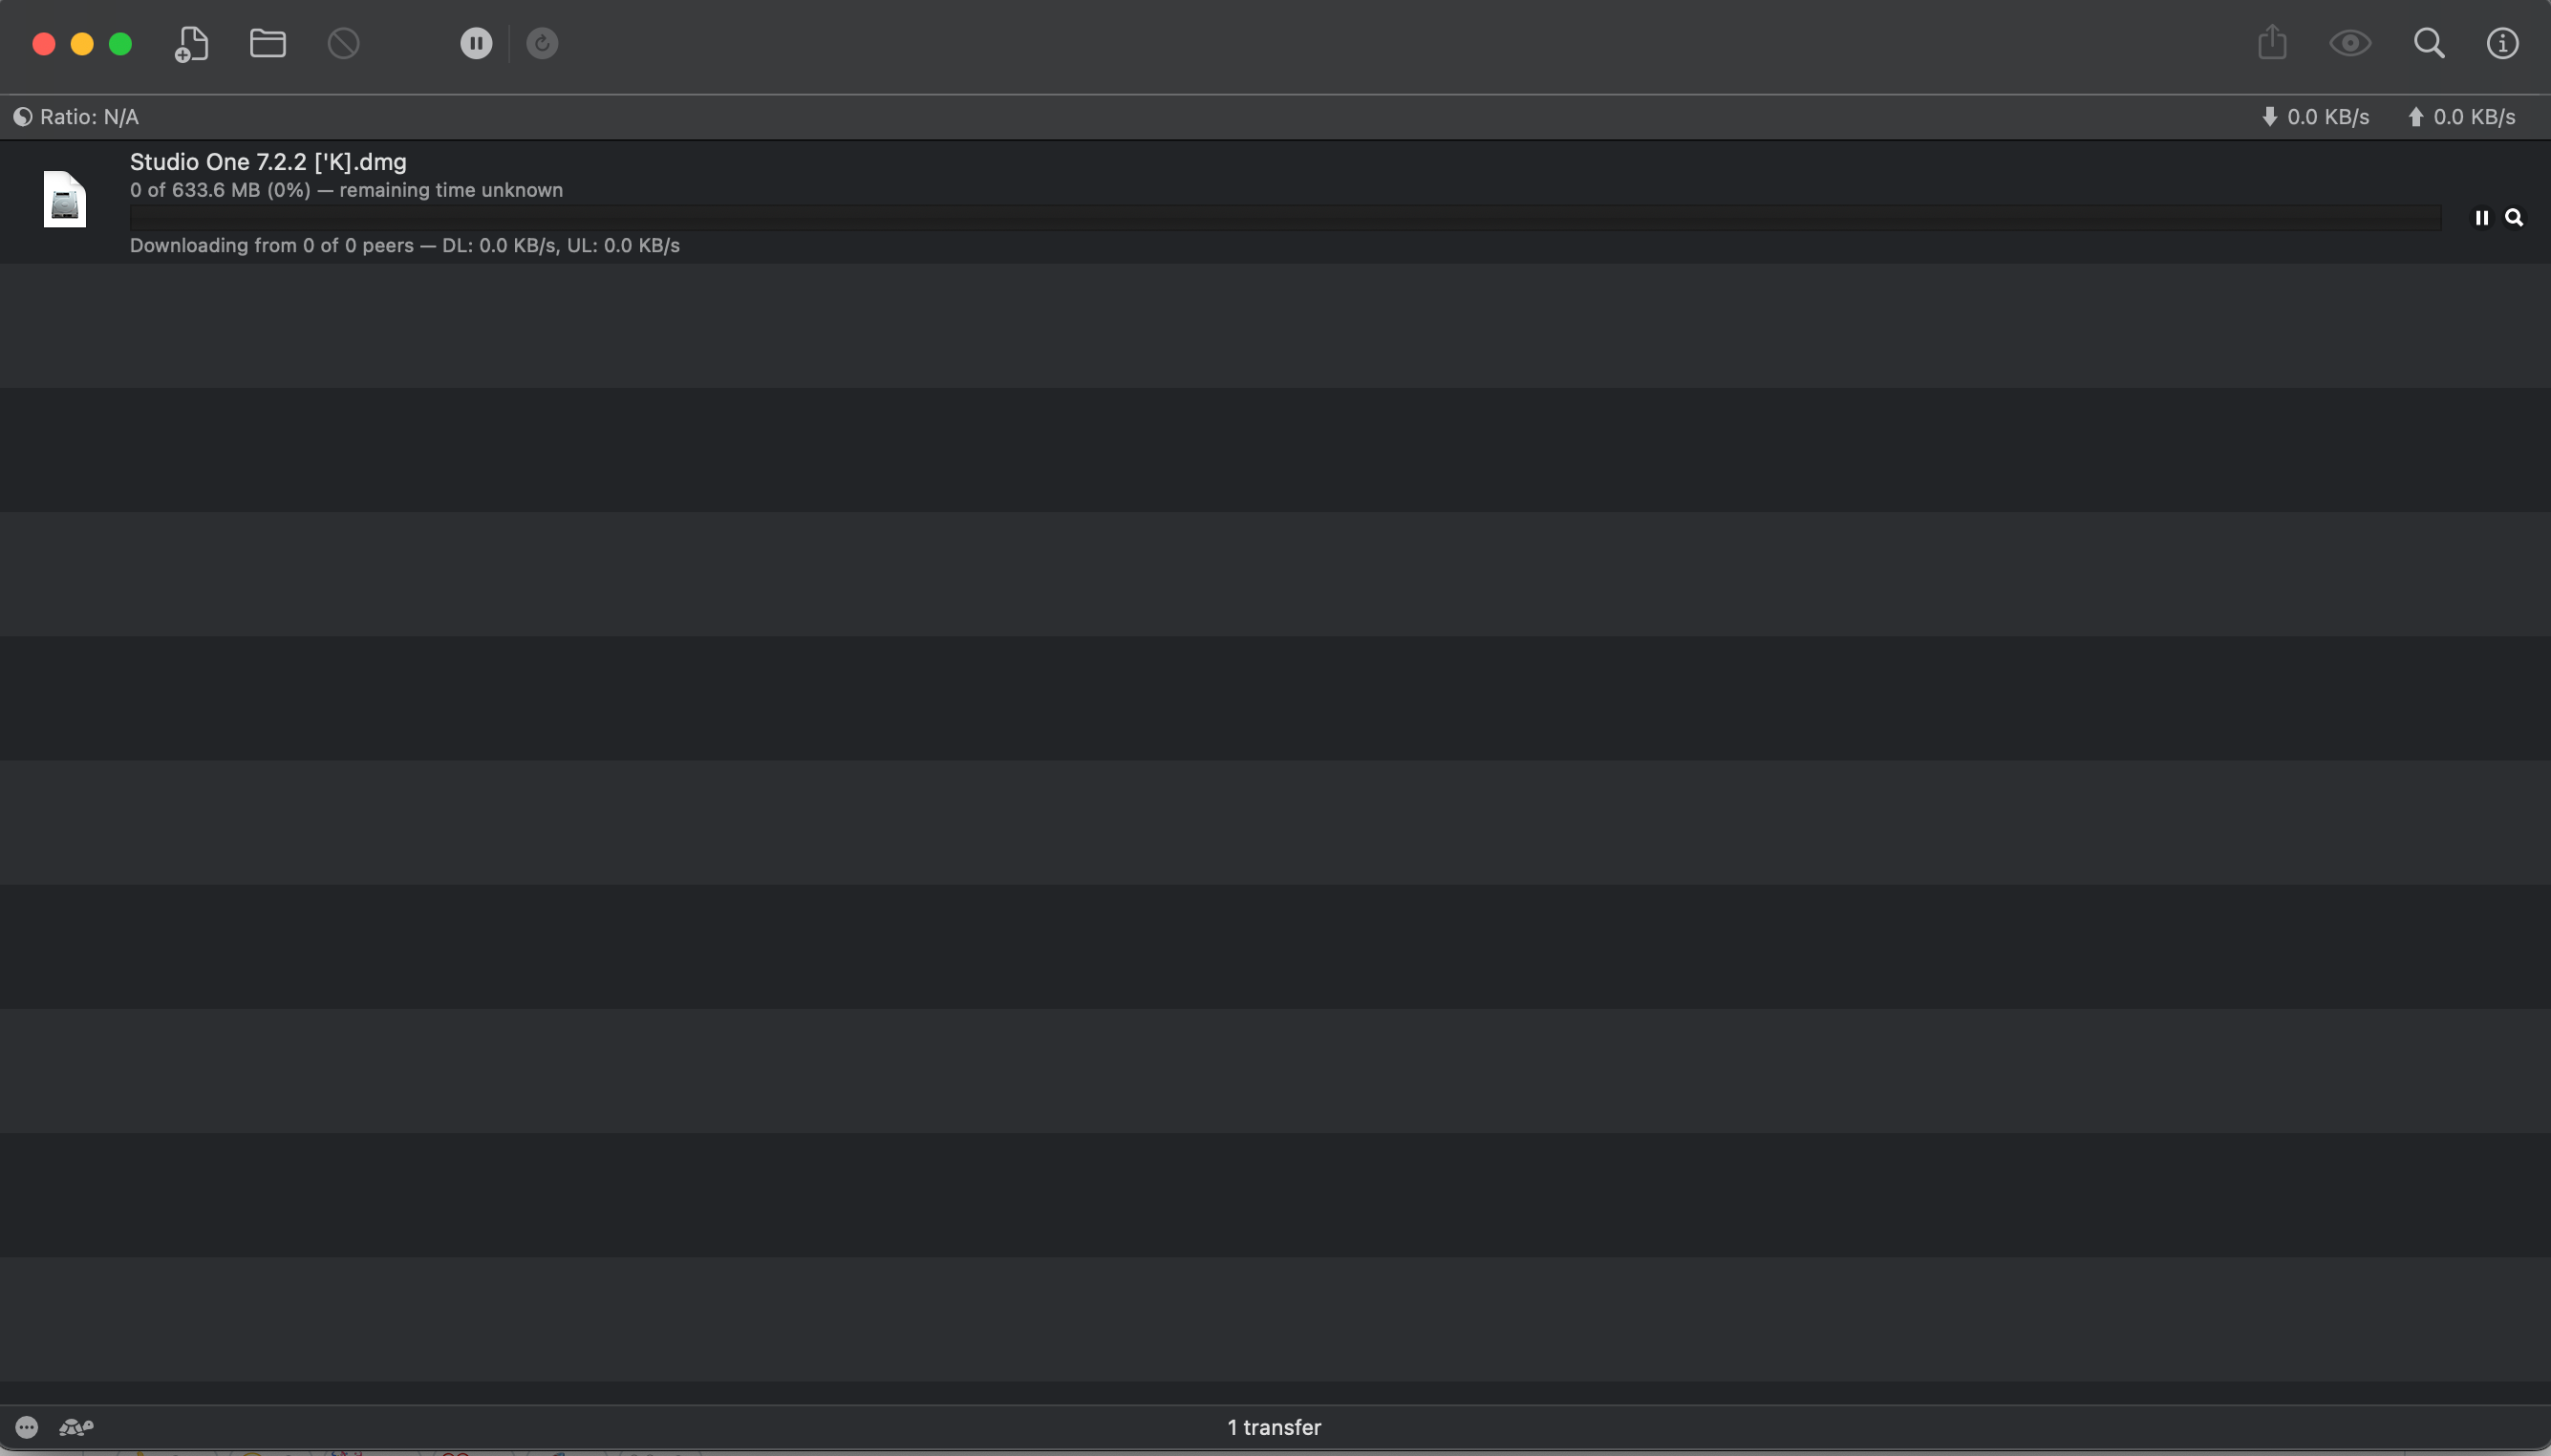 Ratio: N/A
0.0 KB/s
0.0 KB/s
Studio One 7.2.2 ['K].dmg
0 of 633.6 MB (0%) — remaining time unknown
Downloading from 0 of 0 peers — DL: 0.0 KB/s, UL: 0.0 KB/s
1 transfer